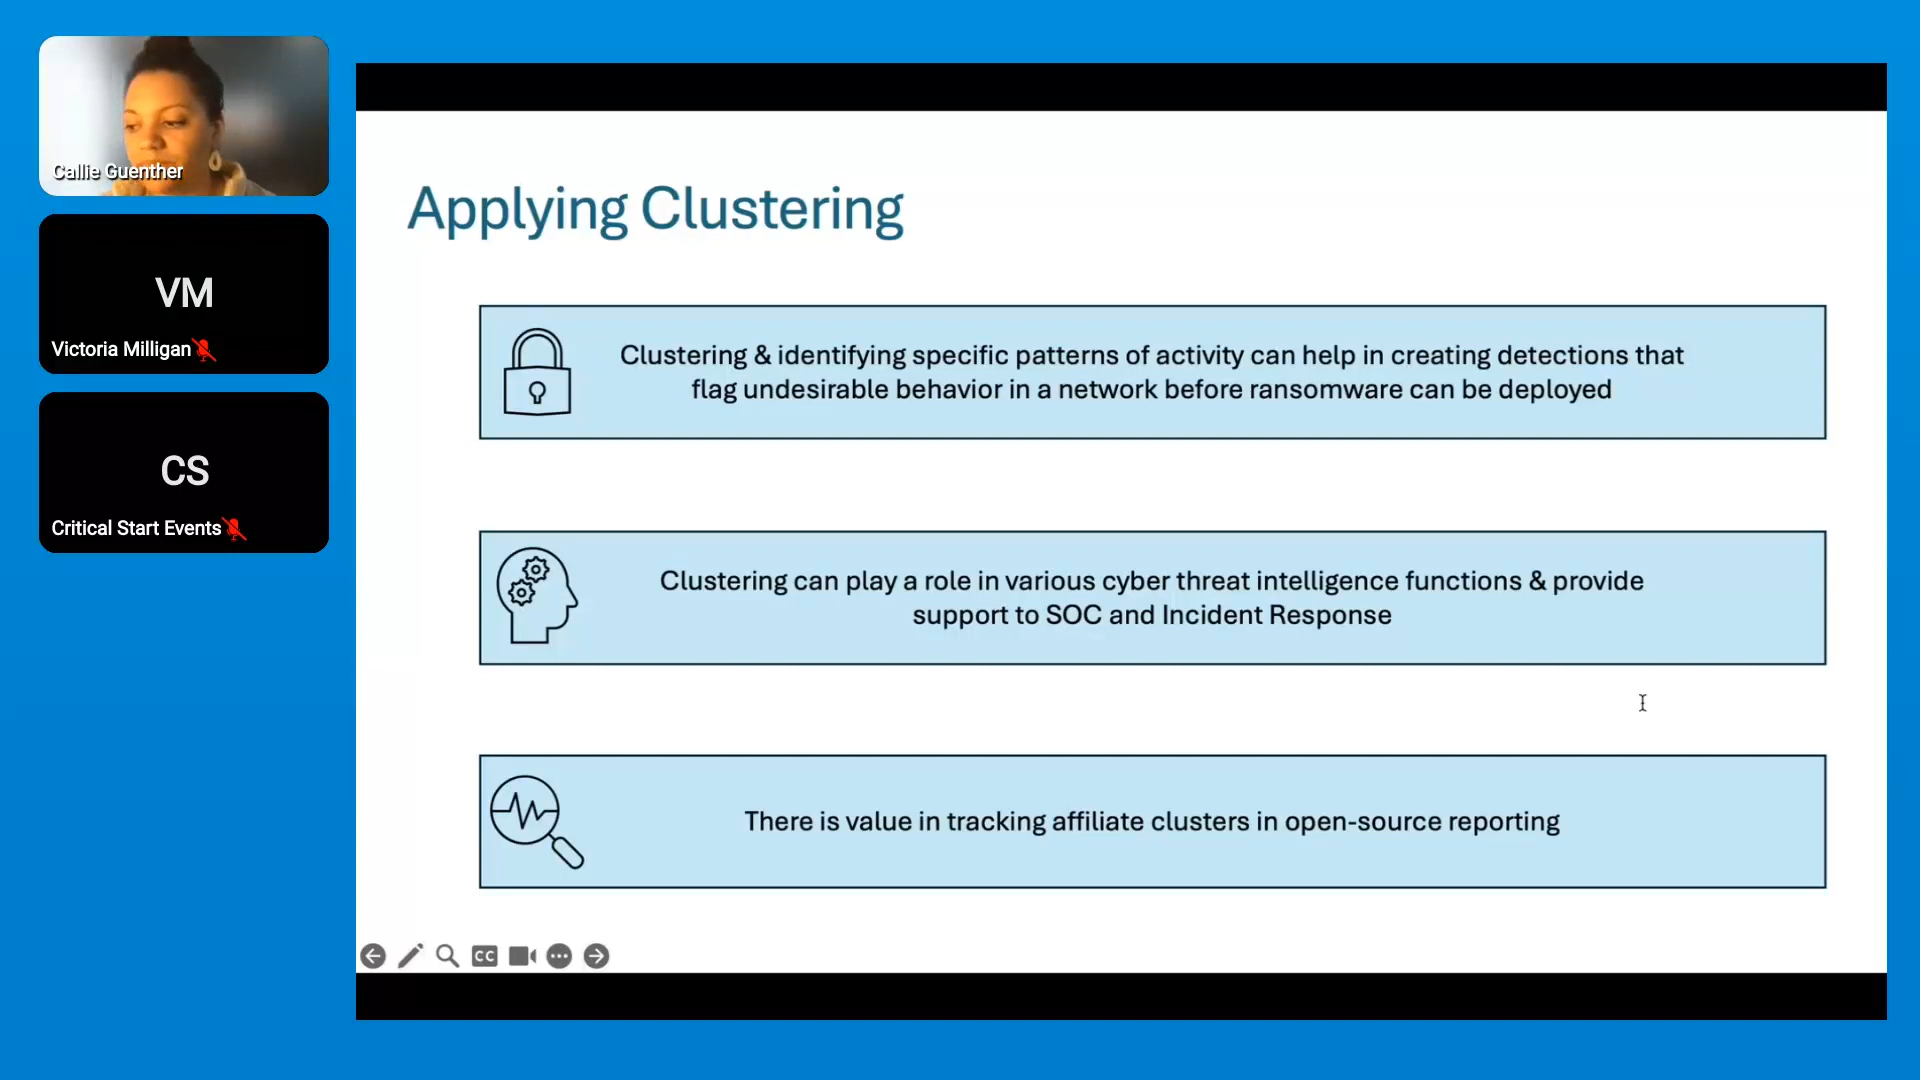 Callie Guenther
VM
Victoria Milligan
CS
Critical Start Events
Applying Clustering
Clustering & identifying specific patterns of activity can help in creating detections that
flag undesirable behavior in a network before ransomware can be deployed
Clustering can play a role in various cyber threat intelligence functions & provide
support to SOC and Incident Response
There is value in tracking affiliate clusters in open-source reporting
CC